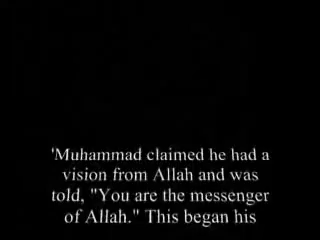 'Muhammad claimed he had a
vision from Allah and was
told, "You are the messenger
of Allah." This began his